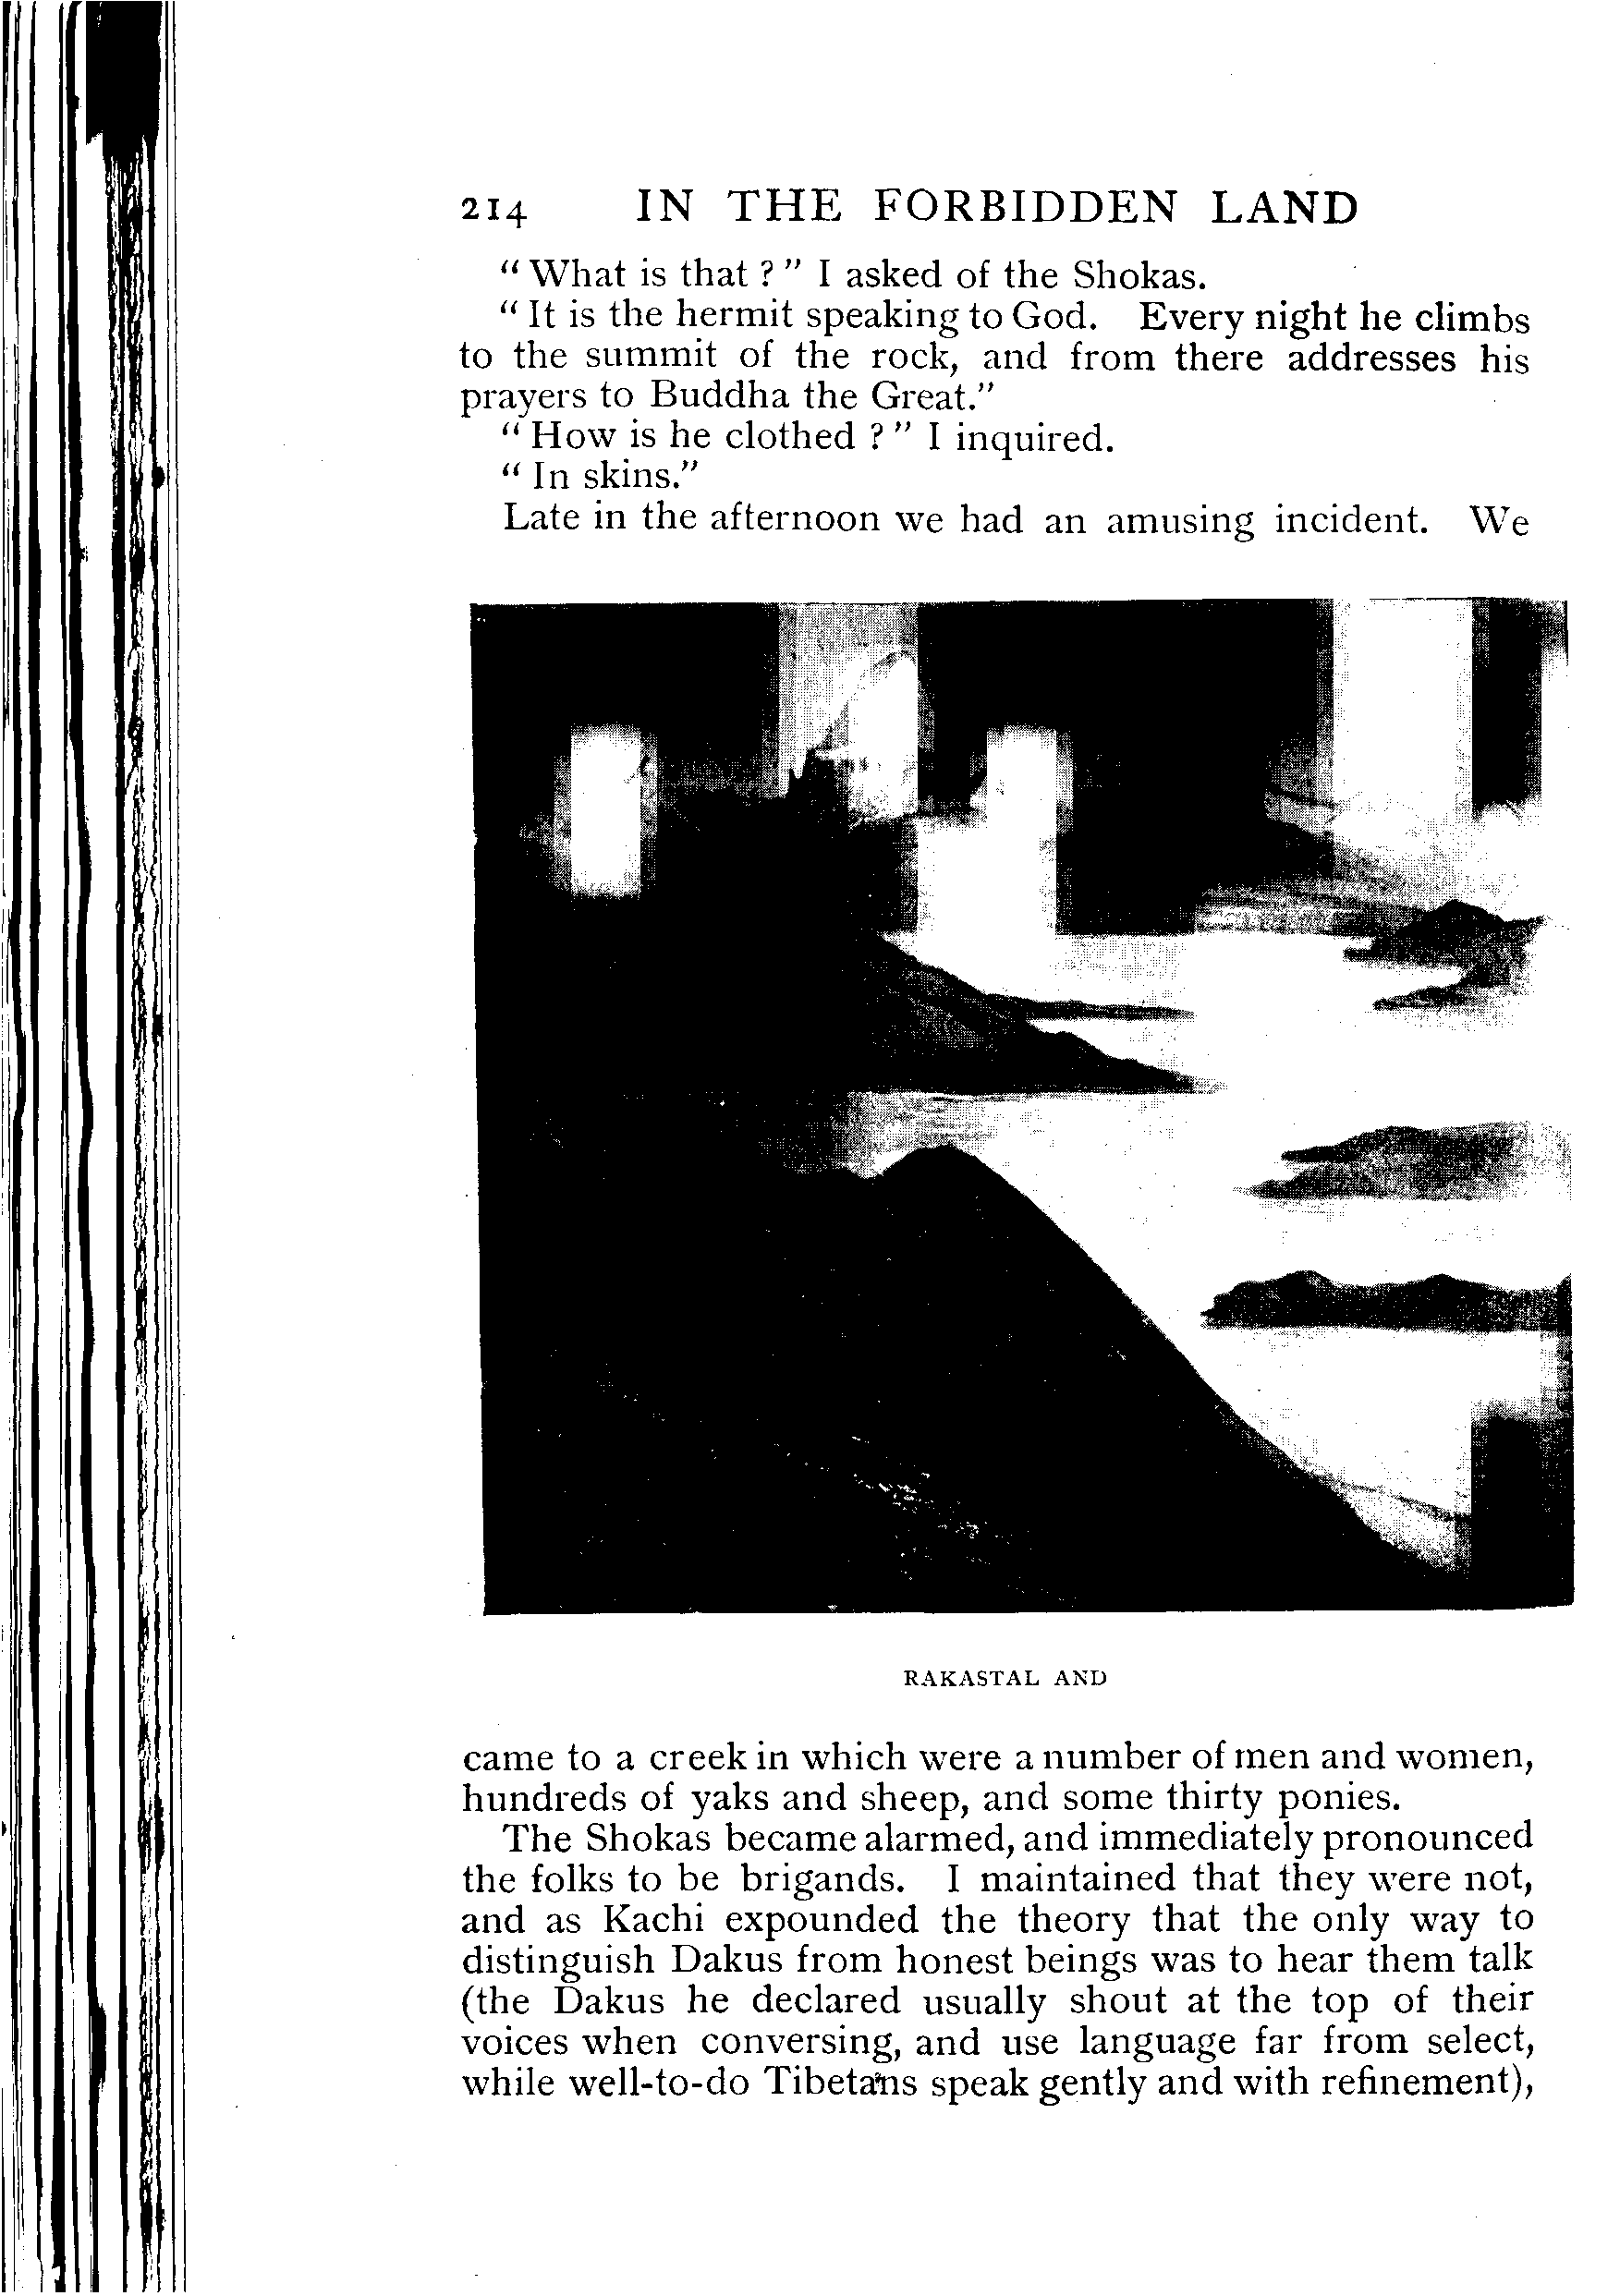 214 IN THE FORBIDDEN LAND
“What is that?” I asked of the Shokas.
“It is the hermit speaking to God. Every night he climbs
to the summit of the rock, and from there addresses his
prayers to Buddha the Great.”
“How is he clothed?” I inquired.
“In skins.”
Late in the afternoon we had an amusing incident. We
RAKASTAL AND
came to a creek in which were a number of men and women,
hundreds of yaks and sheep, and some thirty ponies.
The Shokas became alarmed, and immediately pronounced
the folks to be brigands. I maintained that they were not,
and as Kachi expounded the theory that the only way to
distinguish Dakus from honest beings was to hear them talk
(the Dakus he declared usually shout at the top of their
voices when conversing, and use language far from select,
while well-to-do Tibetans speak gently and with refinement),